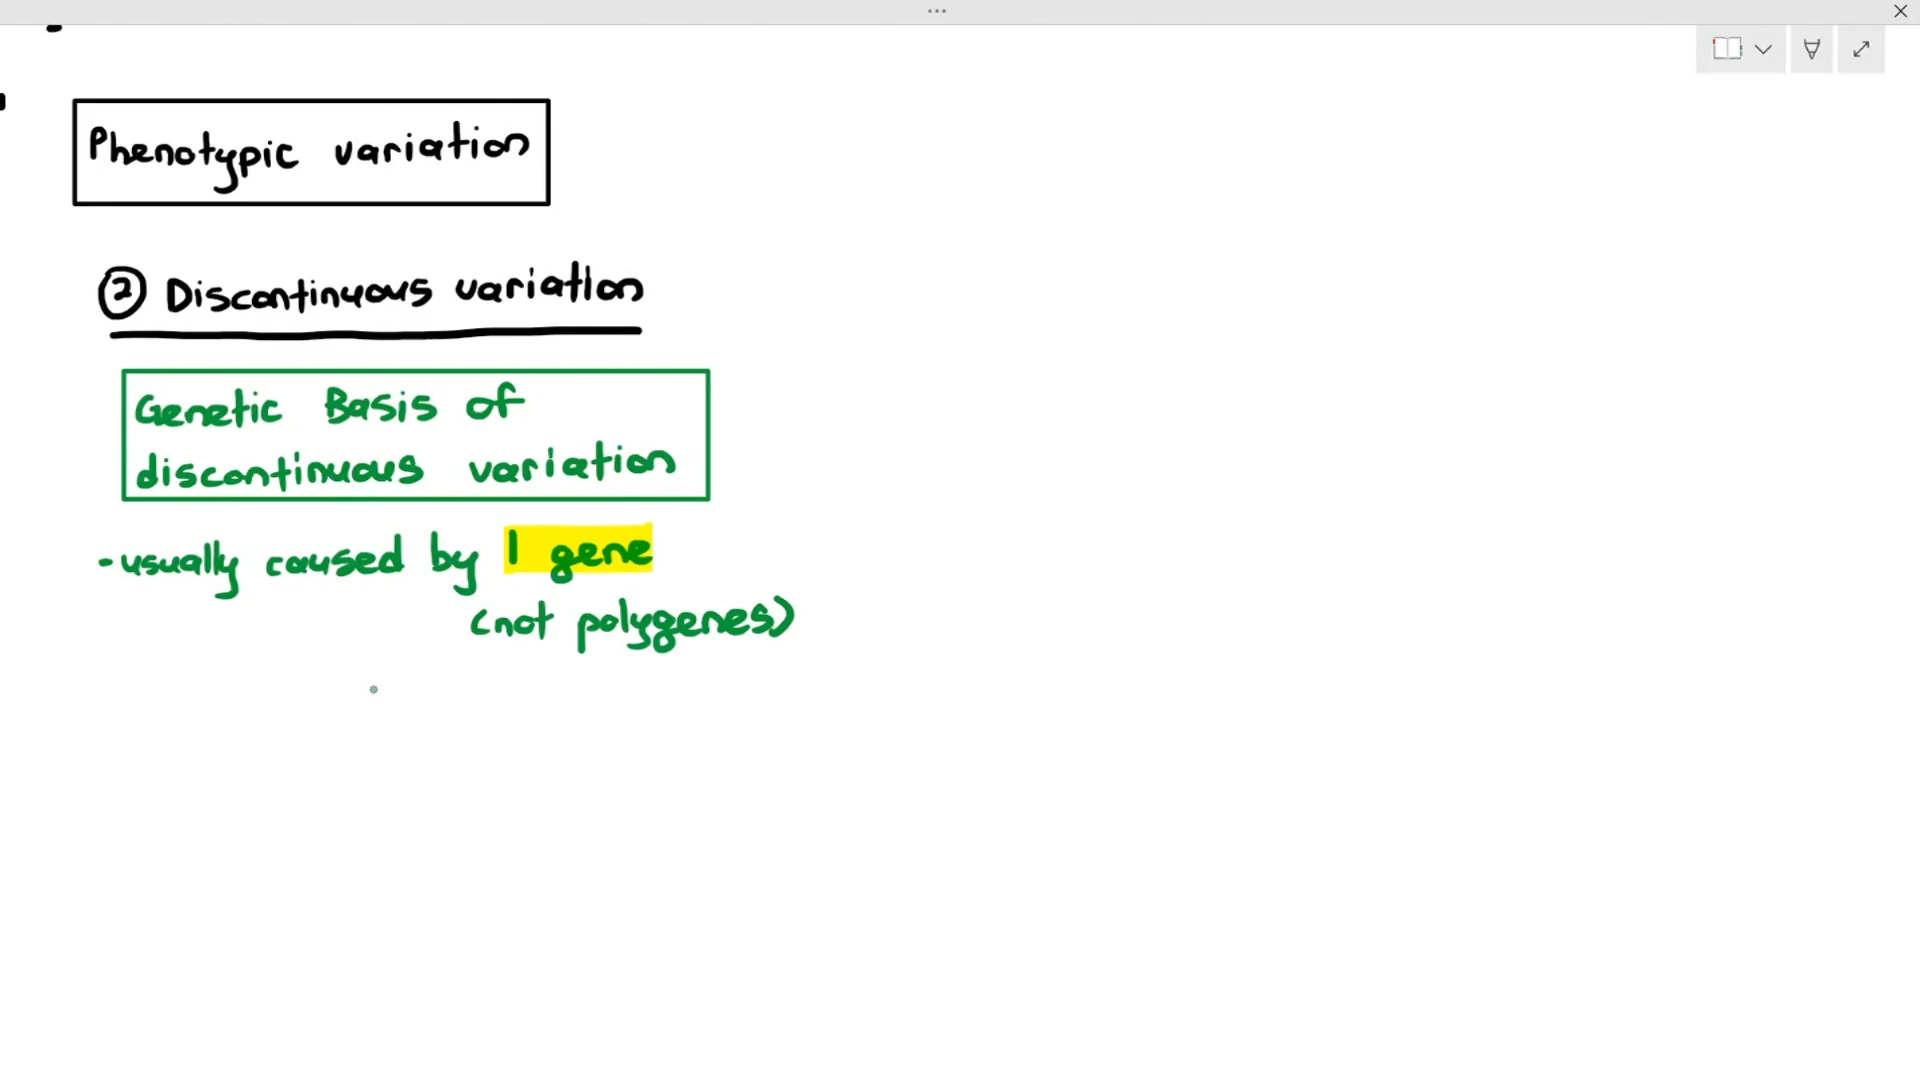 Phenotypic variation
② Discontinuous variation
Genetic Basis of
discontinuous variation
- usually caused by 1 gene
(not polygenes)